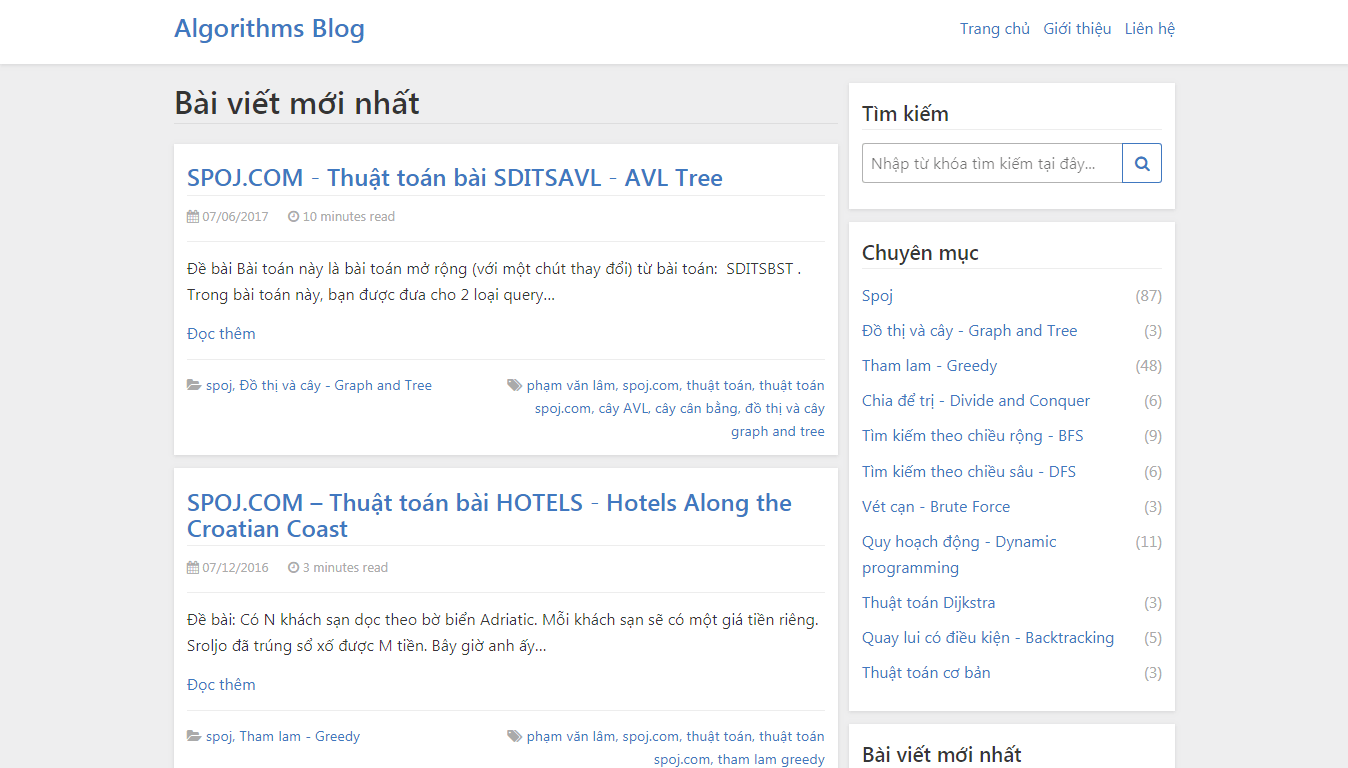 Algorithms Blog
Trang chủ Giới thiệu Liên hệ
Bài viết mới nhất
SPOJ.COM - Thuật toán bài SDITSAVL - AVL Tree
07/06/2017 10 minutes read
Đề bài Bài toán này là bài toán mở rộng (với một chút thay đổi) từ bài toán: SDITSBST .
Trong bài toán này, bạn được đưa cho 2 loại query...
Đọc thêm
spoj, Đồ thị và cây - Graph and Tree
phạm văn lâm, spoj.com, thuật toán, thuật toán
spoj.com, cây AVL, cây cân bằng, đồ thị và cây
graph and tree
SPOJ.COM – Thuật toán bài HOTELS - Hotels Along the
Croatian Coast
07/12/2016 3 minutes read
Đề bài: Có N khách sạn dọc theo bờ biển Adriatic. Mỗi khách sạn sẽ có một giá tiền riêng.
Sroljo đã trúng sổ xố được M tiền. Bây giờ anh ấy...
Đọc thêm
spoj, Tham lam - Greedy
phạm văn lâm, spoj.com, thuật toán, thuật toán
spoj.com, tham lam greedy
Tìm kiếm
Nhập từ khóa tìm kiếm tại đây...
Chuyên mục
Spoj (87)
Đồ thị và cây - Graph and Tree (3)
Tham lam - Greedy (48)
Chia để trị - Divide and Conquer (6)
Tìm kiếm theo chiều rộng - BFS (9)
Tìm kiếm theo chiều sâu - DFS (6)
Vét cạn - Brute Force (3)
Quy hoạch động - Dynamic (11)
programming
Thuật toán Dijkstra (3)
Quay lui có điều kiện - Backtracking (5)
Thuật toán cơ bản (3)
Bài viết mới nhất